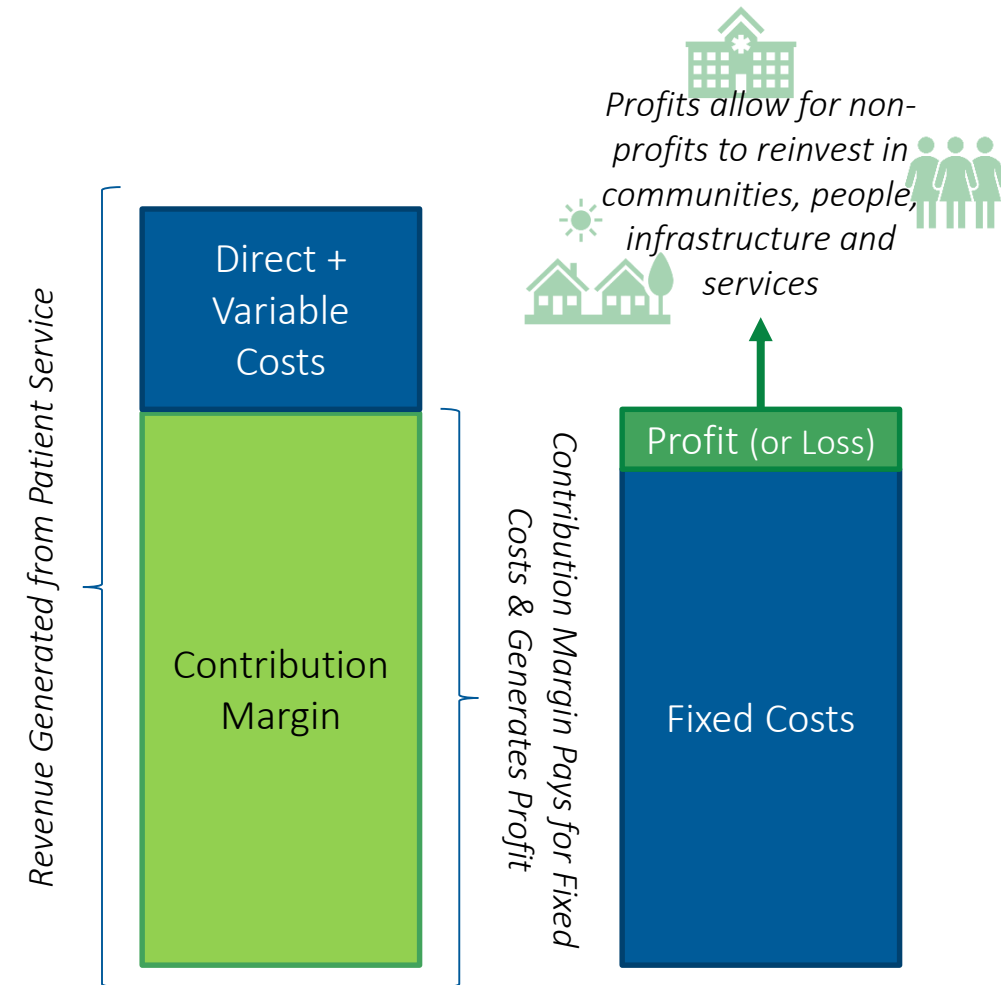 Revenue Generated from Patient Service
Direct +
Variable
Costs
Contribution
Margin
Contribution Margin Pays for Fixed
Costs & Generates Profit
Profits allow for non-
profits to reinvest in
communities, people,
infrastructure and
services
Profit (or Loss)
Fixed Costs